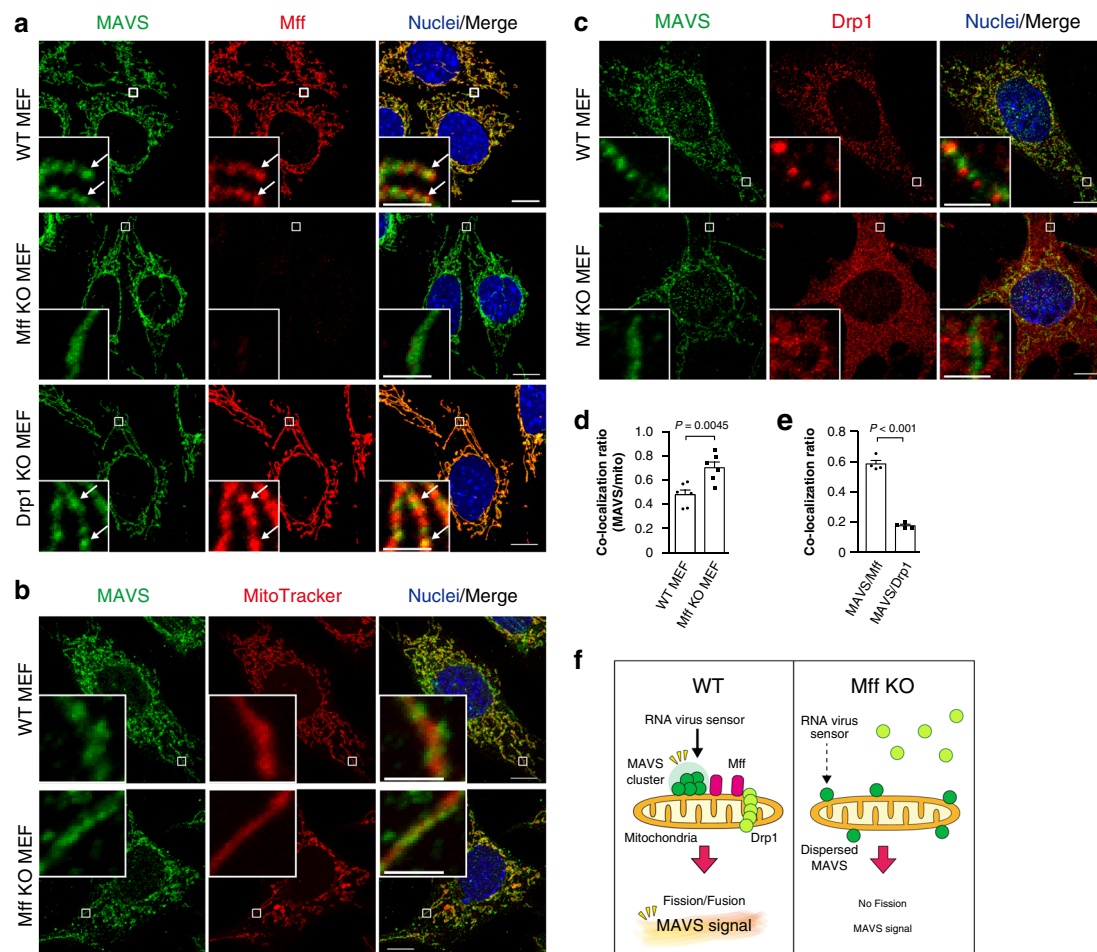 a
MAVS Mff Nuclei/Merge
WT MEF
Mff KO MEF
Drp1 KO MEF
b
MAVS MitoTracker Nuclei/Merge
WT MEF
Mff KO MEF
c
MAVS Drp1 Nuclei/Merge
WT MEF
Mff KO MEF
d
P = 0.0045
Co-localization ratio
(MAVS/mito)
1.0
0.8
0.6
0.4
0.2
0
WT MEF
Mff KO MEF
e
P < 0.001
Co-localization ratio
0.8
0.6
0.4
0.2
0
MAVS/Mff
MAVS/Drp1
f
WT
RNA virus sensor
MAVS
cluster
Mff
Mitochondria
Drp1
Fission/Fusion
MAVS signal
Mff KO
RNA virus
sensor
Dispersed
MAVS
No Fission
MAVS signal